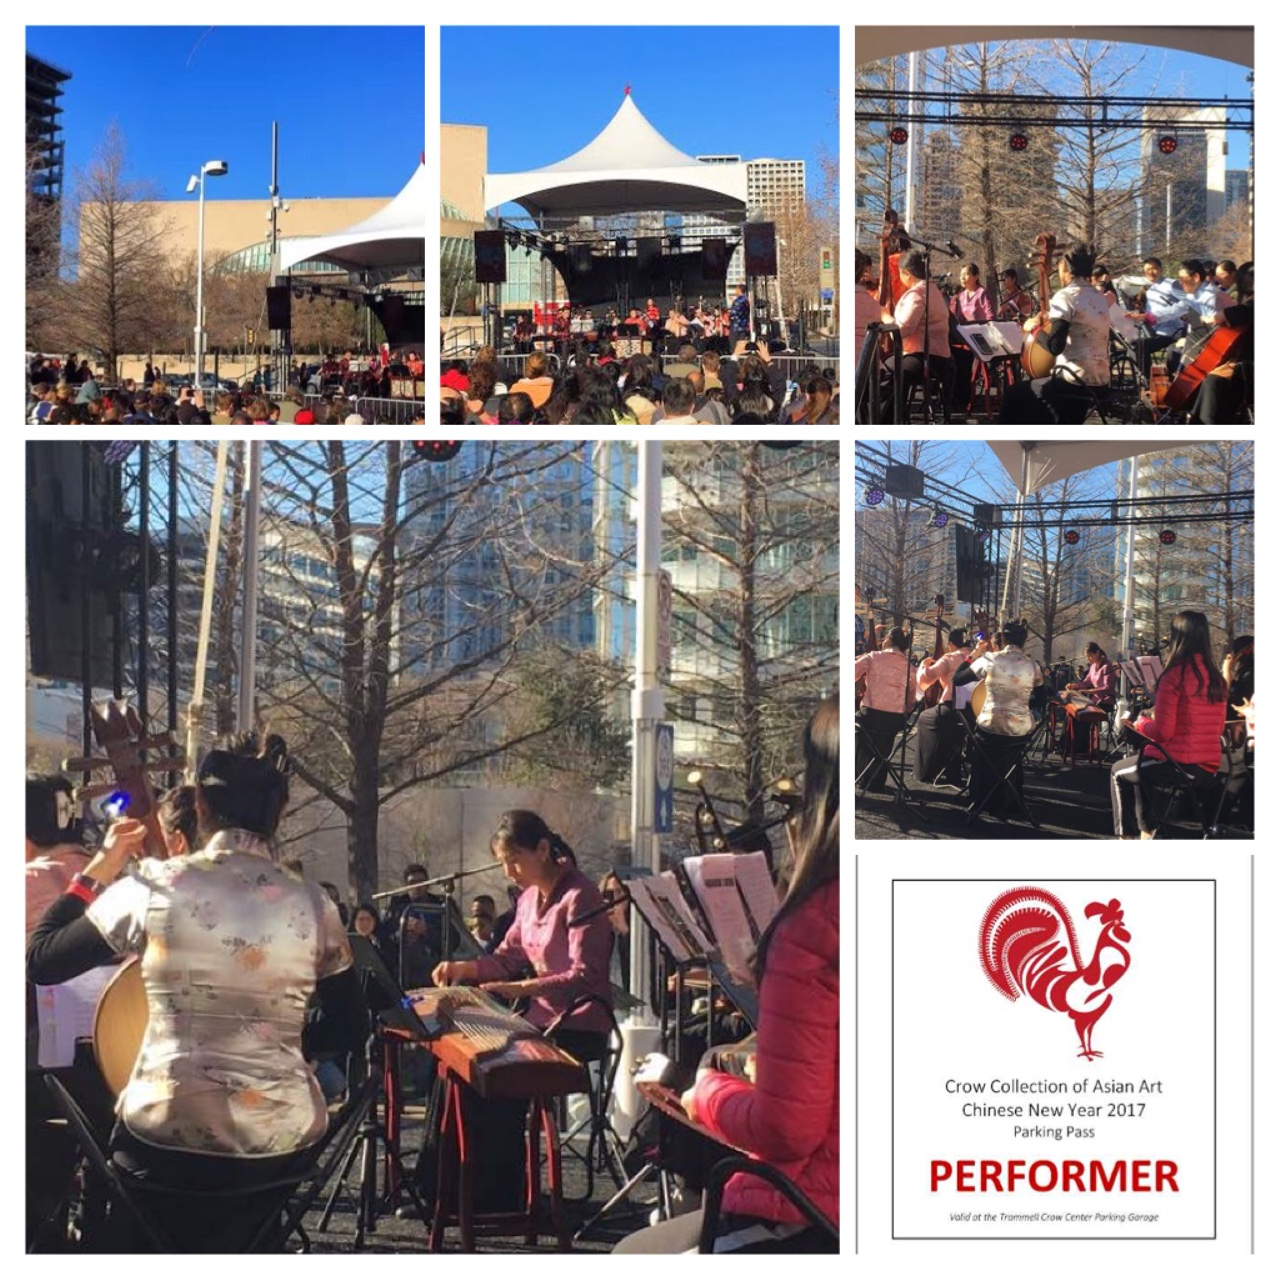 Crow Collection of Asian Art
Chinese New Year 2017
Parking Pass
PERFORMER
Valid at the Trammell Crow Center Parking Garage